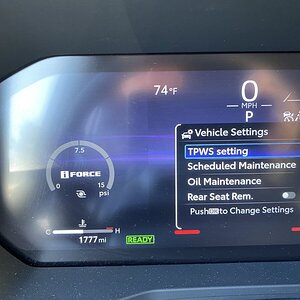 74°F
0
MPH
P
7.5
i FORCE
0
15
psi
C
H
1777 mi
READY
Vehicle Settings
TPWS setting
Scheduled Maintenance
Oil Maintenance
Rear Seat Rem.
Push OK to Change Settings